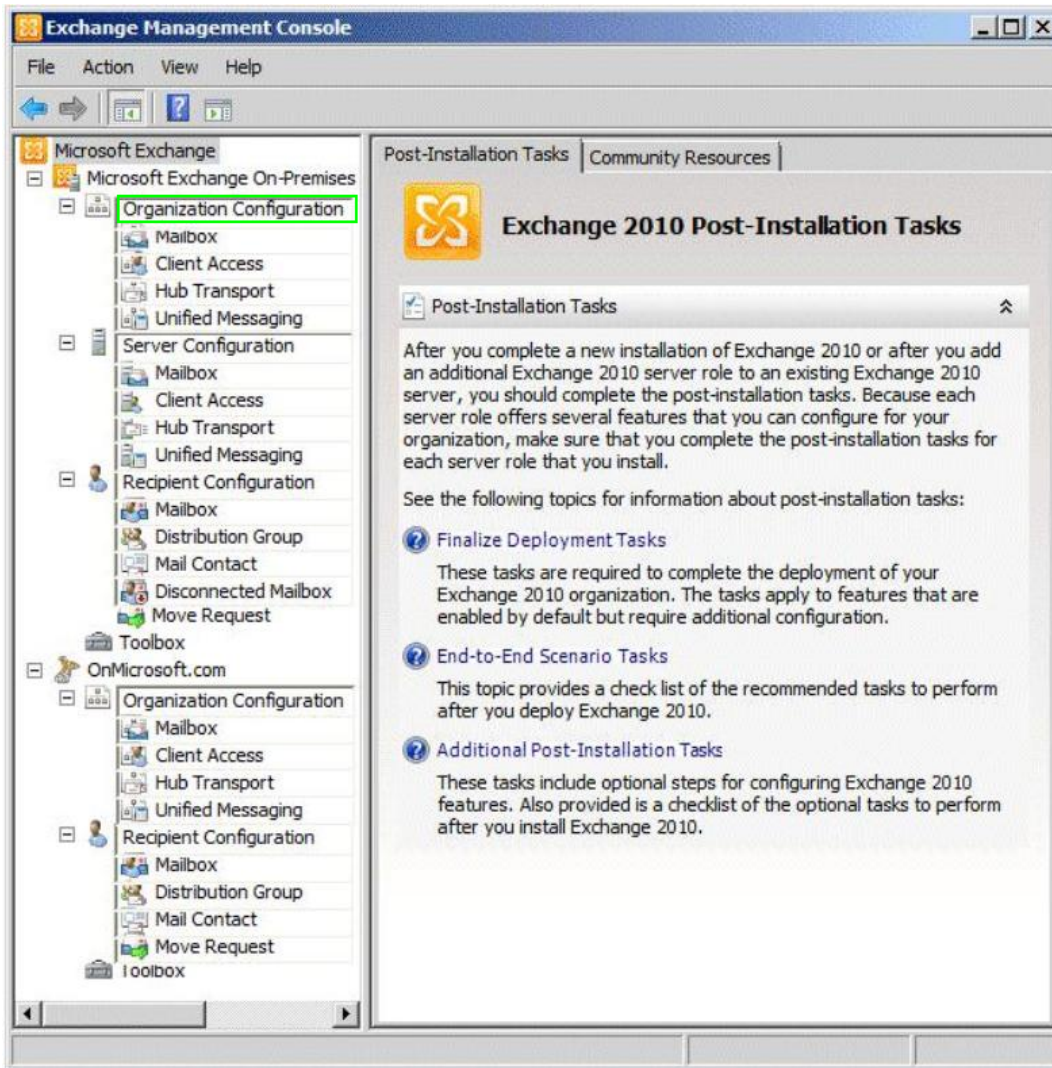 Exchange Management Console
File Action View Help
Microsoft Exchange
Microsoft Exchange On-Premises
Organization Configuration
Mailbox
Client Access
Hub Transport
Unified Messaging
Server Configuration
Mailbox
Client Access
Hub Transport
Unified Messaging
Recipient Configuration
Mailbox
Distribution Group
Mail Contact
Disconnected Mailbox
Move Request
Toolbox
OnMicrosoft.com
Organization Configuration
Mailbox
Client Access
Hub Transport
Unified Messaging
Recipient Configuration
Mailbox
Distribution Group
Mail Contact
Move Request
Toolbox
Post-Installation Tasks Community Resources
Exchange 2010 Post-Installation Tasks
Post-Installation Tasks
After you complete a new installation of Exchange 2010 or after you add
an additional Exchange 2010 server role to an existing Exchange 2010
server, you should complete the post-installation tasks. Because each
server role offers several features that you can configure for your
organization, make sure that you complete the post-installation tasks for
each server role that you install.
See the following topics for information about post-installation tasks:
Finalize Deployment Tasks
These tasks are required to complete the deployment of your
Exchange 2010 organization. The tasks apply to features that are
enabled by default but require additional configuration.
End-to-End Scenario Tasks
This topic provides a check list of the recommended tasks to perform
after you deploy Exchange 2010.
Additional Post-Installation Tasks
These tasks include optional steps for configuring Exchange 2010
features. Also provided is a checklist of the optional tasks to perform
after you install Exchange 2010.